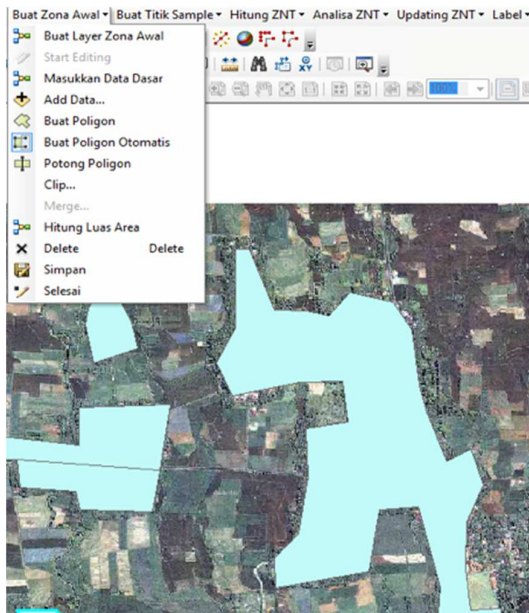 Buat Zona Awal Buat Titik Sample Hitung ZNT Analisa ZNT Updating ZNT Label
Buat Layer Zona Awal
Start Editing
Masukkan Data Dasar
Add Data...
Buat Poligon
Buat Poligon Otomatis
Potong Poligon
Clip...
Merge...
Hitung Luas Area
Delete Delete
Simpan
Selesai
XY
100%